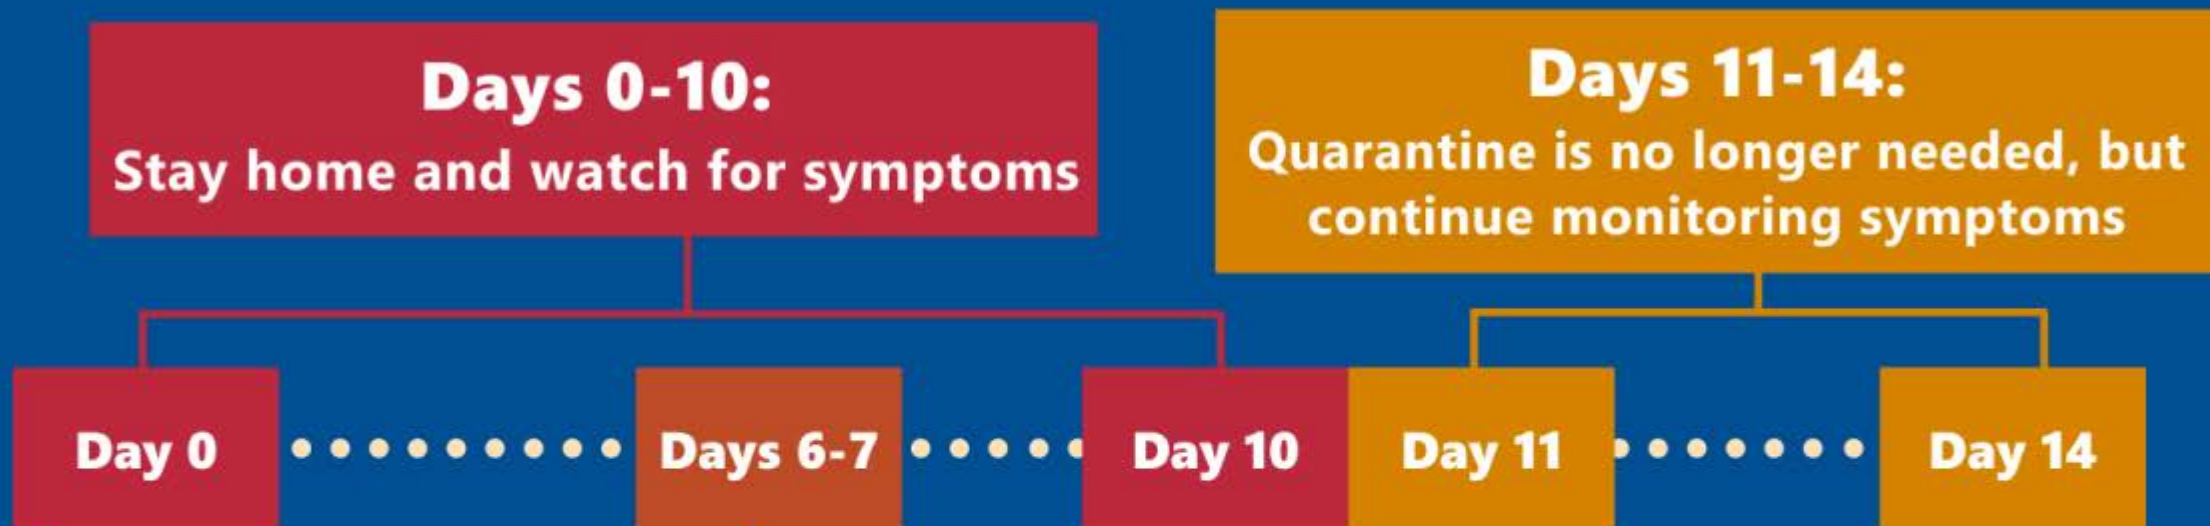 Days 0-10:
Stay home and watch for symptoms
Days 11-14:
Quarantine is no longer needed, but
continue monitoring symptoms
Day 0
Days 6-7
Day 10
Day 11
Day 14